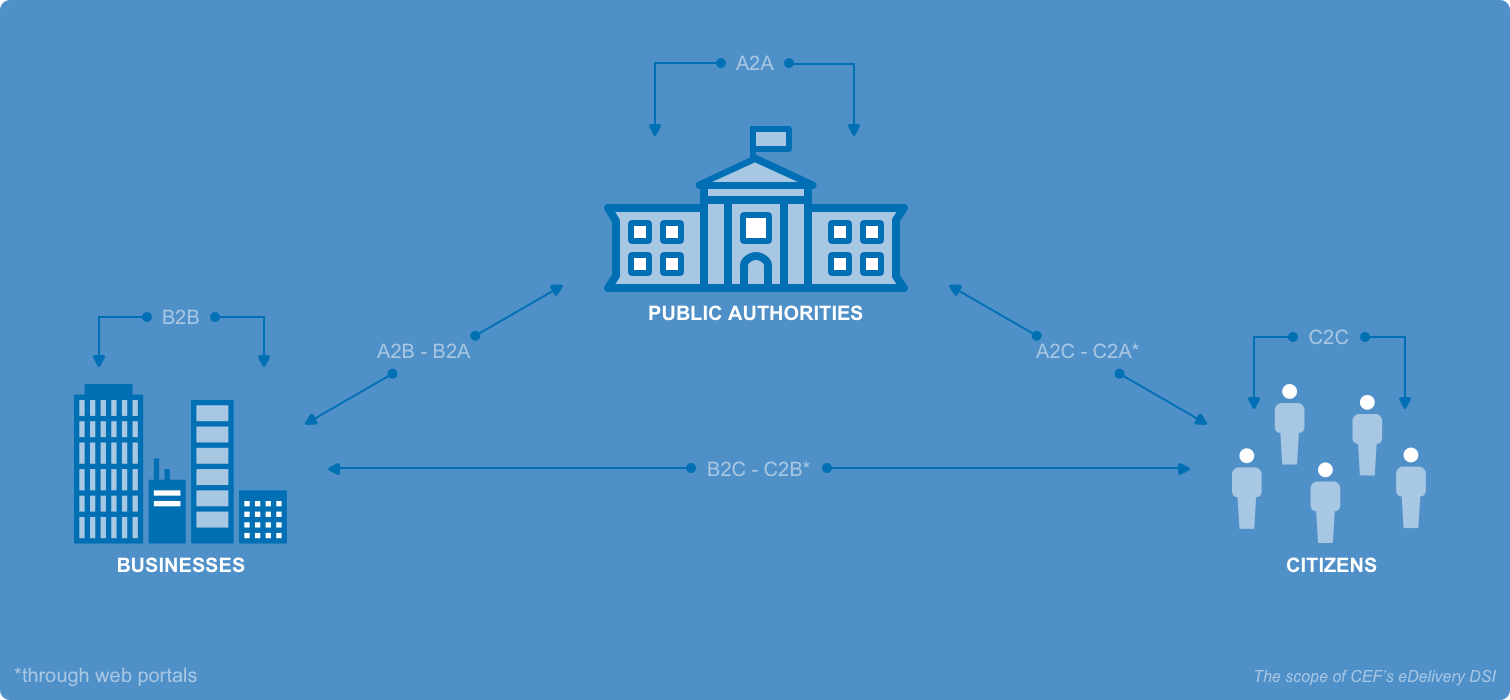 A2A
PUBLIC AUTHORITIES
B2B
A2B - B2A
A2C - C2A*
C2C
B2C - C2B*
BUSINESSES
CITIZENS
*through web portals
The scope of CEF's eDelivery DSI